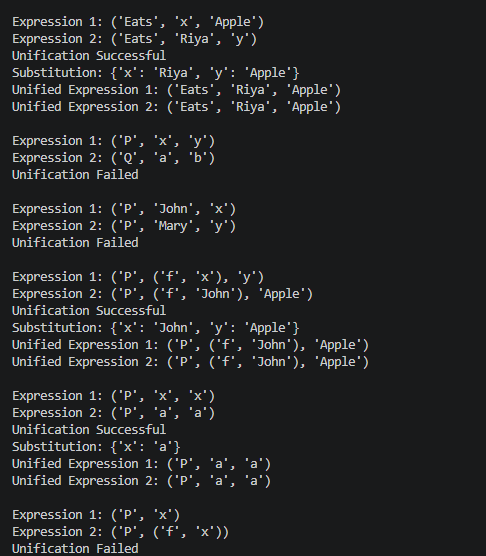 Expression 1: ('Eats', 'x', 'Apple')
Expression 2: ('Eats', 'Riya', 'y')
Unification Successful
Substitution: {'x': 'Riya', 'y': 'Apple'}
Unified Expression 1: ('Eats', 'Riya', 'Apple')
Unified Expression 2: ('Eats', 'Riya', 'Apple')
Expression 1: ('P', 'x', 'y')
Expression 2: ('Q', 'a', 'b')
Unification Failed
Expression 1: ('P', 'John', 'x')
Expression 2: ('P', 'Mary', 'y')
Unification Failed
Expression 1: ('P', ('f', 'x'), 'y')
Expression 2: ('P', ('f', 'John'), 'Apple')
Unification Successful
Substitution: {'x': 'John', 'y': 'Apple'}
Unified Expression 1: ('P', ('f', 'John'), 'Apple')
Unified Expression 2: ('P', ('f', 'John'), 'Apple')
Expression 1: ('P', 'x', 'x')
Expression 2: ('P', 'a', 'a')
Unification Successful
Substitution: {'x': 'a'}
Unified Expression 1: ('P', 'a', 'a')
Unified Expression 2: ('P', 'a', 'a')
Expression 1: ('P', 'x')
Expression 2: ('P', ('f', 'x'))
Unification Failed